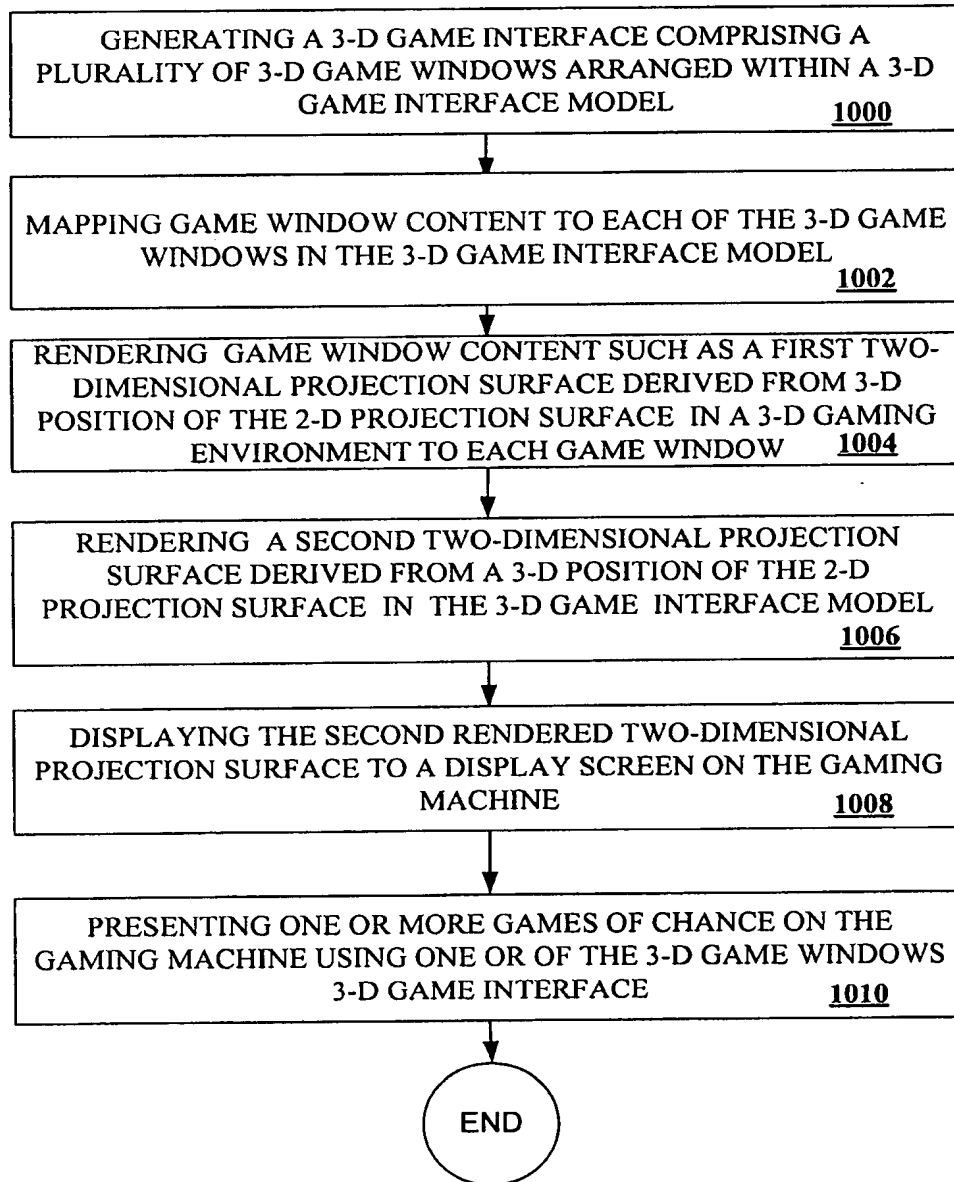 GENERATING A 3-D GAME INTERFACE COMPRISING A
PLURALITY OF 3-D GAME WINDOWS ARRANGED WITHIN A 3-D
GAME INTERFACE MODEL
1000
MAPPING GAME WINDOW CONTENT TO EACH OF THE 3-D GAME
WINDOWS IN THE 3-D GAME INTERFACE MODEL
1002
RENDERING GAME WINDOW CONTENT SUCH AS A FIRST TWO-
DIMENSIONAL PROJECTION SURFACE DERIVED FROM 3-D
POSITION OF THE 2-D PROJECTION SURFACE IN A 3-D GAMING
ENVIRONMENT TO EACH GAME WINDOW 1004
RENDERING A SECOND TWO-DIMENSIONAL PROJECTION
SURFACE DERIVED FROM A 3-D POSITION OF THE 2-D
PROJECTION SURFACE IN THE 3-D GAME INTERFACE MODEL
1006
DISPLAYING THE SECOND RENDERED TWO-DIMENSIONAL
PROJECTION SURFACE TO A DISPLAY SCREEN ON THE GAMING
MACHINE 1008
PRESENTING ONE OR MORE GAMES OF CHANCE ON THE
GAMING MACHINE USING ONE OR OF THE 3-D GAME WINDOWS
3-D GAME INTERFACE 1010
END